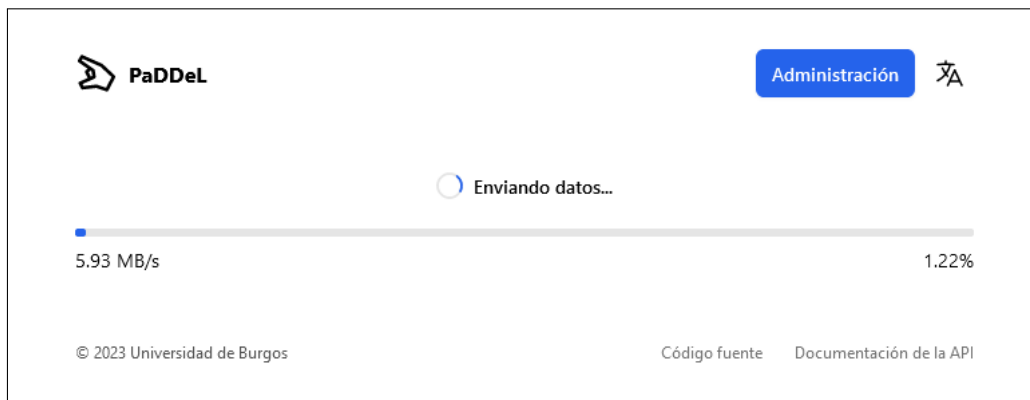 PaDDeL Administración
Enviando datos...
5.93 MB/s 1.22%
© 2023 Universidad de Burgos Código fuente Documentación de la API